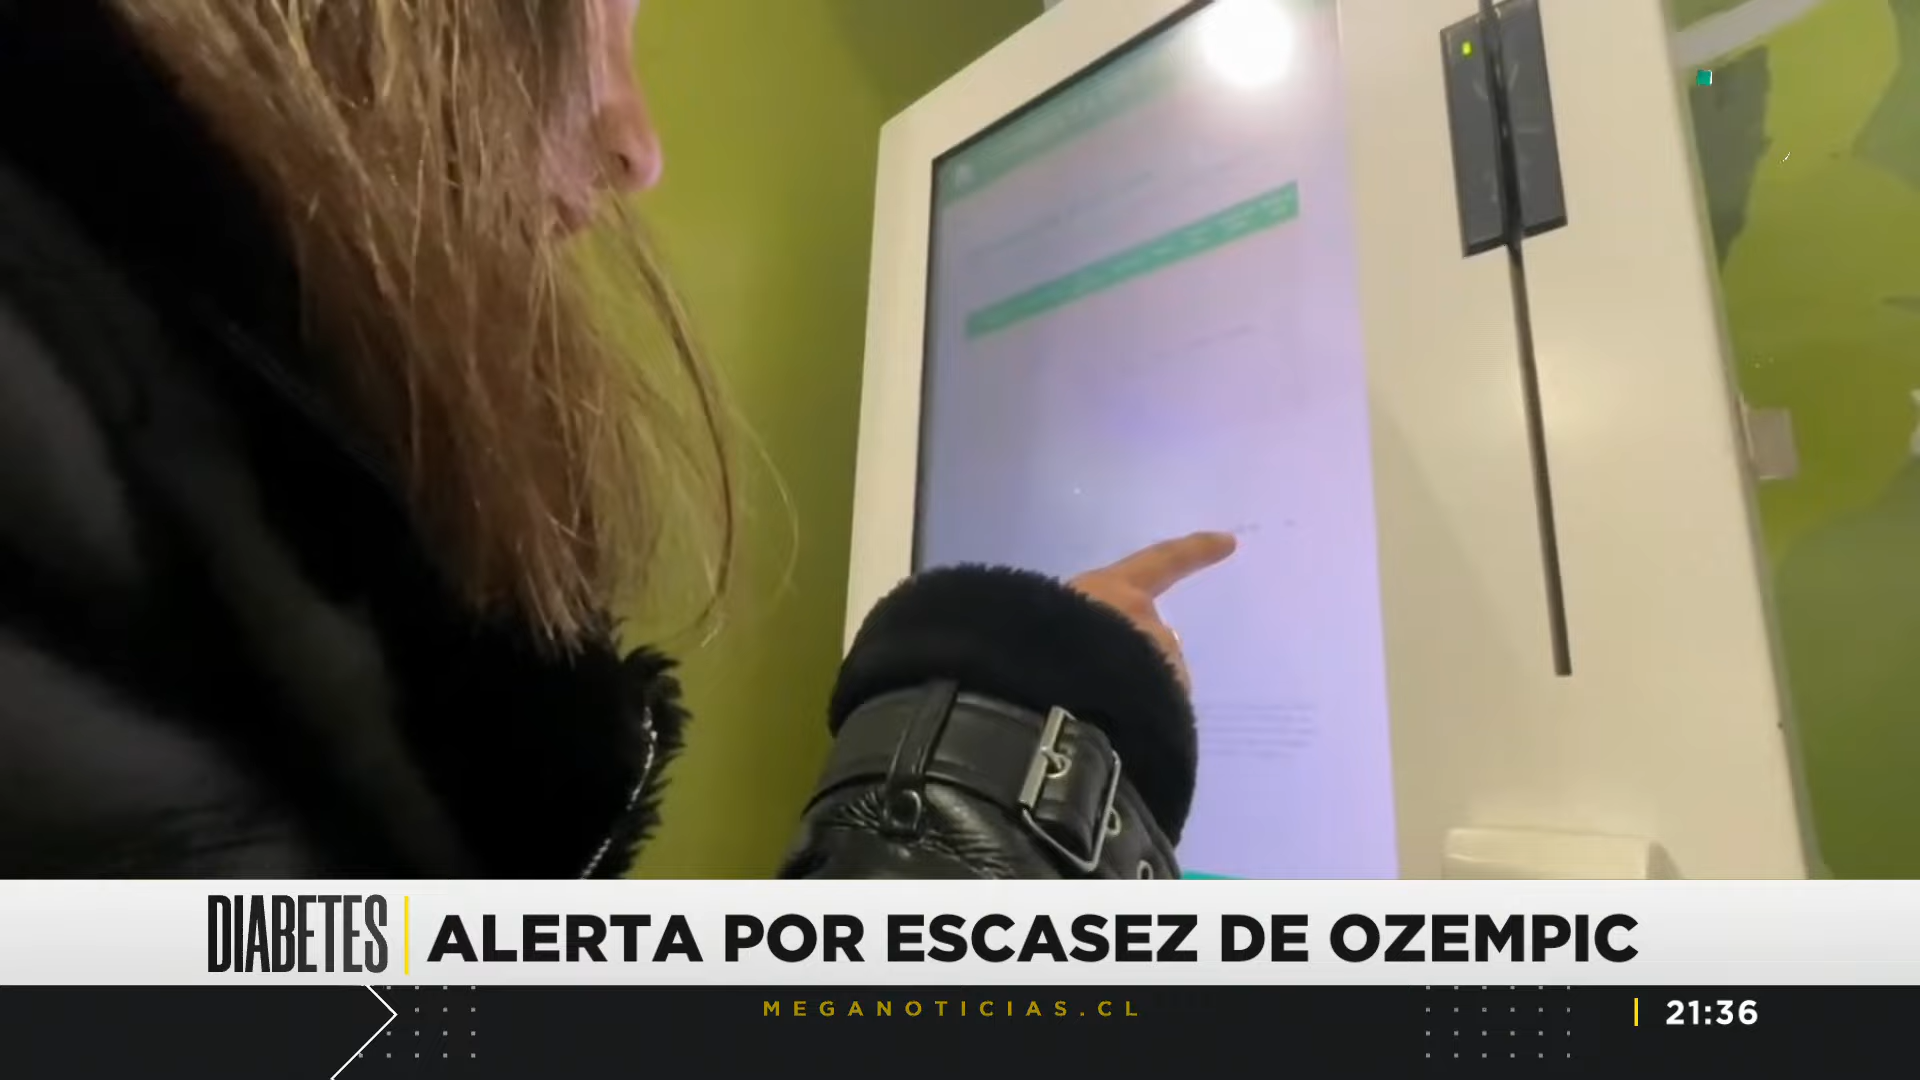 DIABETES
ALERTA POR ESCASEZ DE OZEMPIC
MEGANOTICIAS.CL
21:36